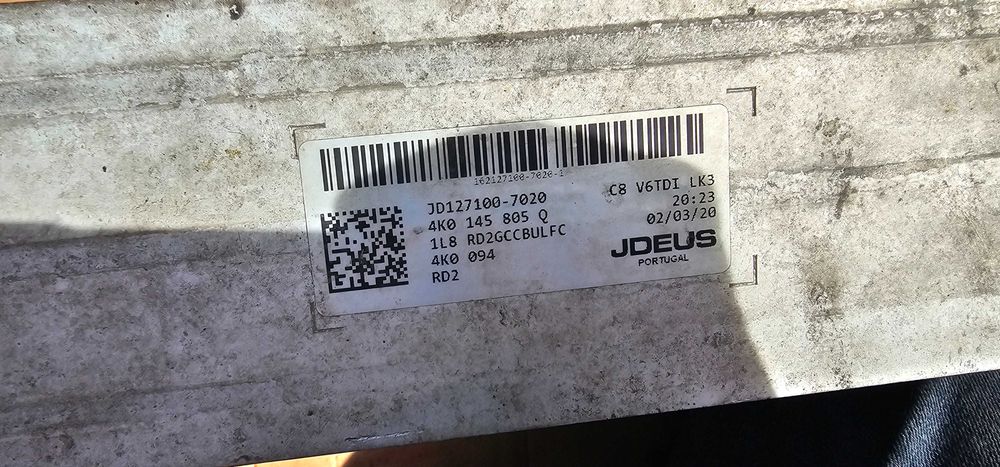 162127100-7020-1
JD127100-7020
4K0 145 805 Q
1L8 RD2GCCBULFC
4K0 094
RD2
C8 V6TDI LK3
20:23
02/03/20
JDEUS
PORTUGAL